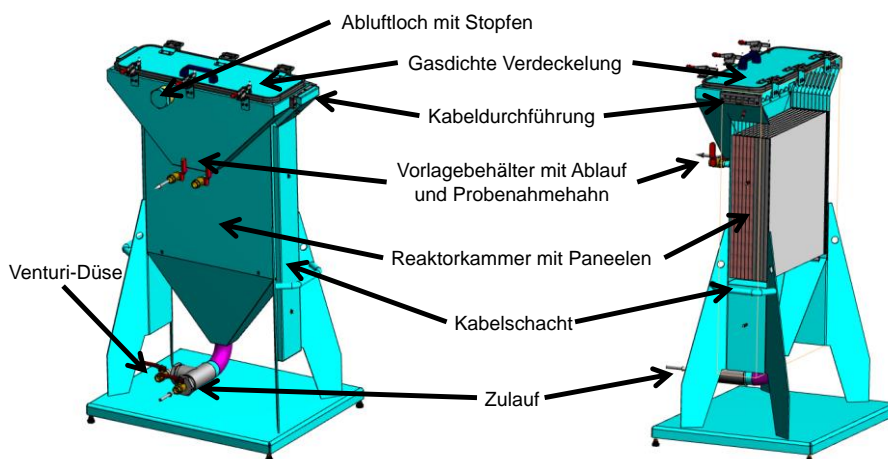 Abluftloch mit Stopfen
Gasdichte Verdeckelung
Kabeldurchführung
Vorlagebehälter mit Ablauf
und Probenahmehahn
Reaktorkammer mit Paneelen
Venturi-Düse
Kabelschacht
Zulauf